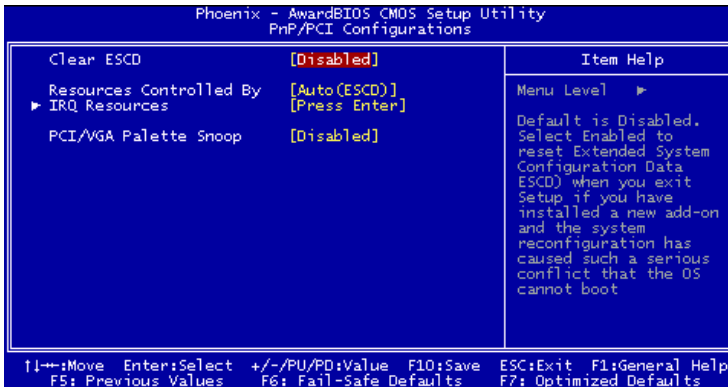 Phoenix - AwardBIOS CMOS Setup Utility
PnP/PCI Configurations
Clear ESCD [Disabled]
Resources Controlled By [Auto(ESCD)]
► IRQ Resources [Press Enter]
PCI/VGA Palette Snoop [Disabled]
Item Help
Menu Level ►
Default is Disabled.
Select Enabled to
reset Extended System
Configuration Data
ESCD) when you exit
Setup if you have
installed a new add-on
and the system
reconfiguration has
caused such a serious
conflict that the OS
cannot boot
↑↓→←:Move Enter:Select +/-/PU/PD:Value F10:Save ESC:Exit F1:General Help
F5: Previous Values F6: Fail-Safe Defaults F7: Optimized Defaults